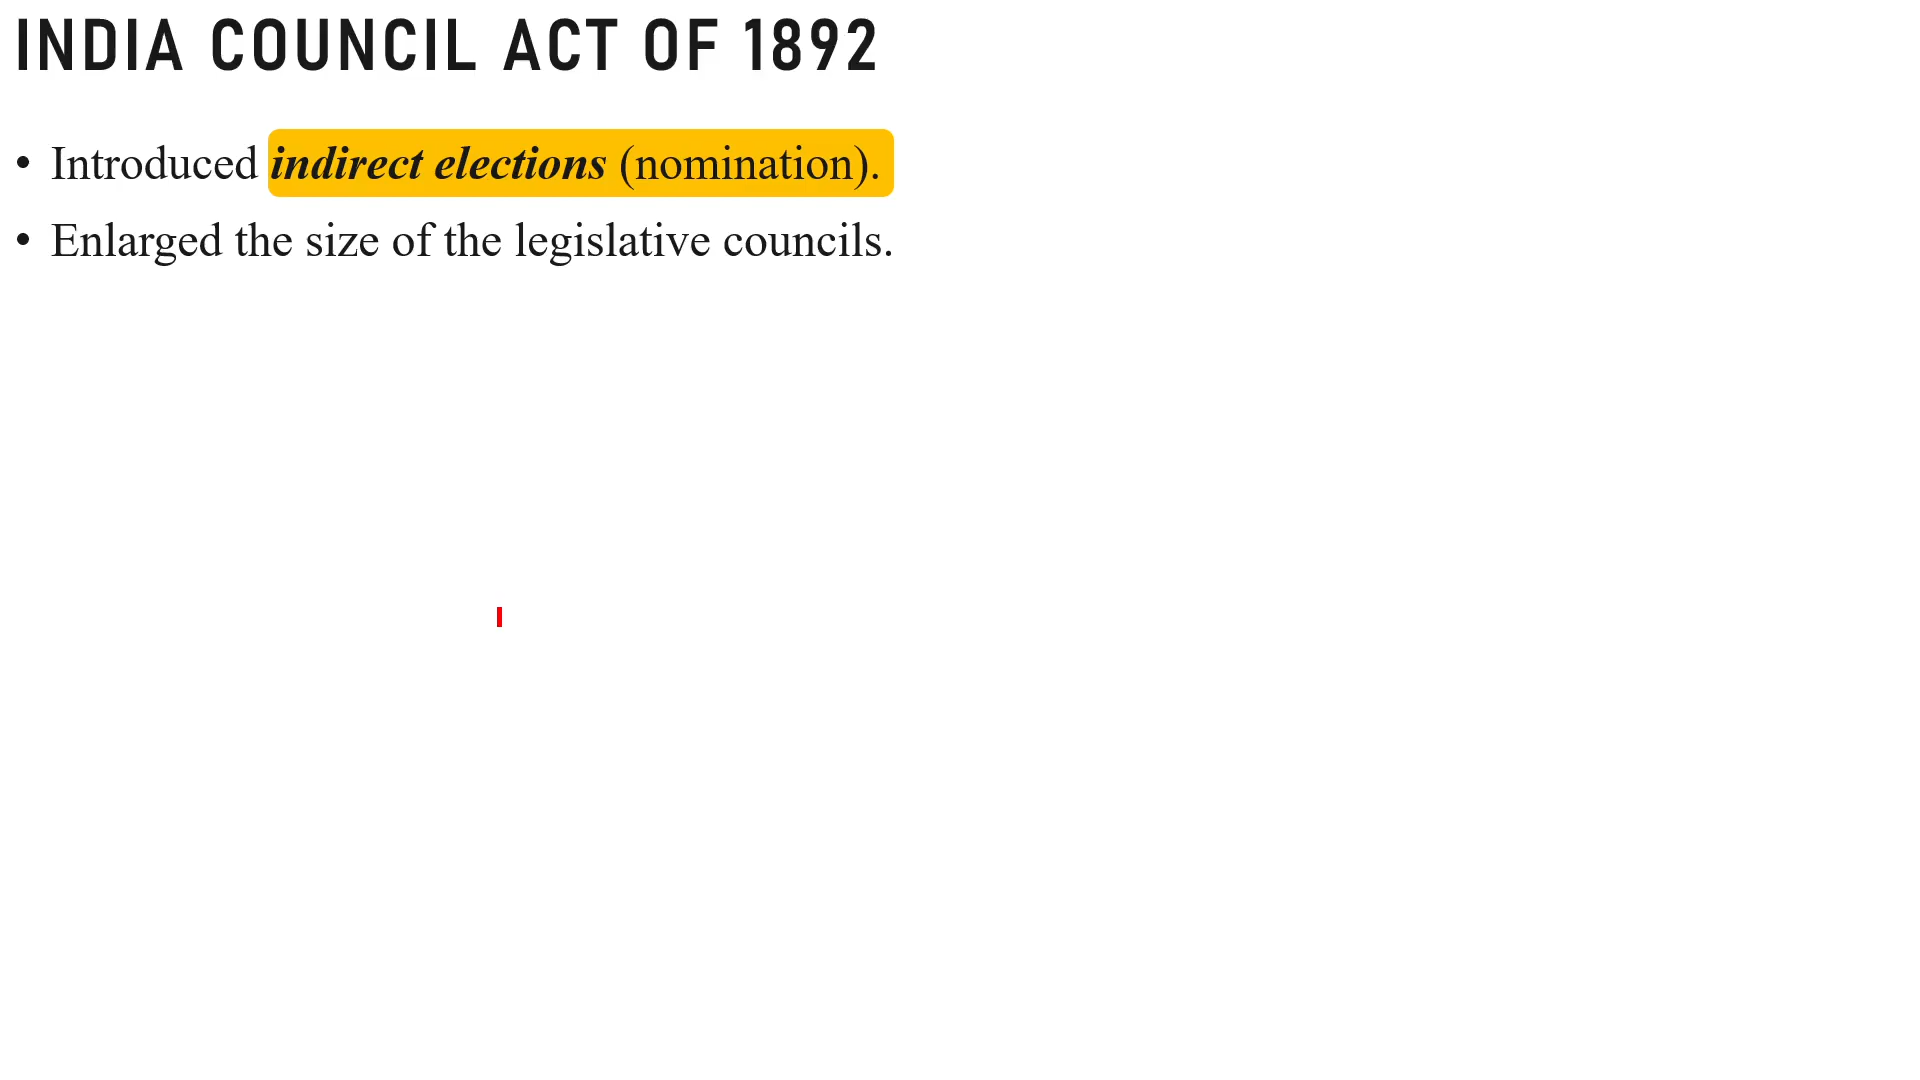 INDIA COUNCIL ACT OF 1892
• Introduced indirect elections (nomination).
• Enlarged the size of the legislative councils.